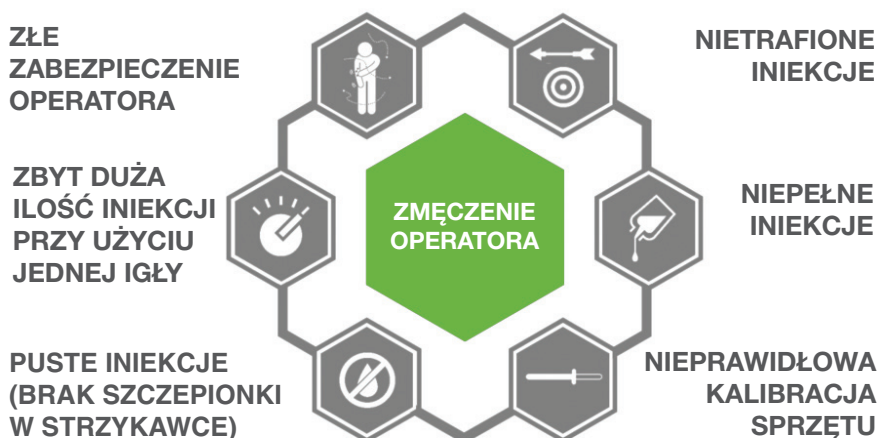 ZŁE
ZABEZPIECZENIE
OPERATORA
NIETRAFIONE
INIEKCJE
ZBYT DUŻA
ILOŚĆ INIEKCJI
PRZY UŻYCIU
JEDNEJ IGŁY
ZMĘCZENIE
OPERATORA
NIEPEŁNE
INIEKCJE
PUSTE INIEKCJE
(BRAK SZCZEPIONKI
W STRZYKAWCE)
NIEPRAWIDŁOWA
KALIBRACJA
SPRZĘTU